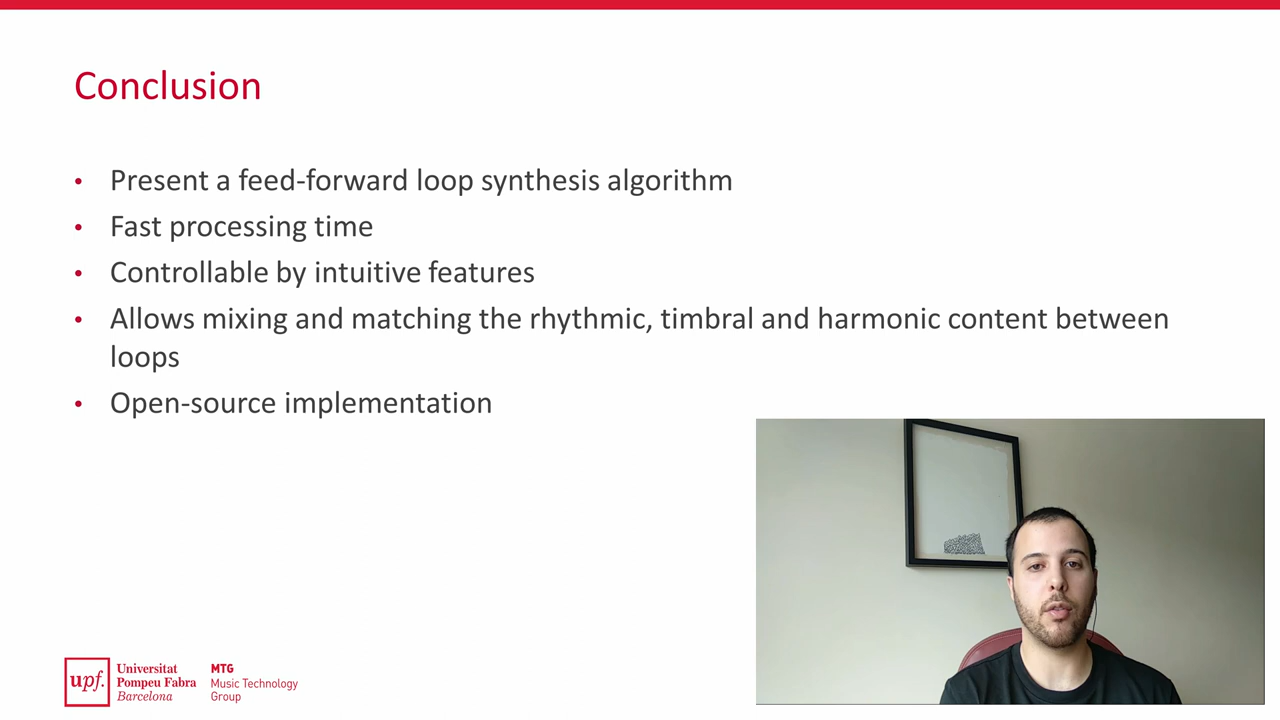 Conclusion
• Present a feed-forward loop synthesis algorithm
• Fast processing time
• Controllable by intuitive features
• Allows mixing and matching the rhythmic, timbral and harmonic content between
loops
• Open-source implementation
upf.
Universitat
Pompeu Fabra
Barcelona
MTG
Music Technology
Group